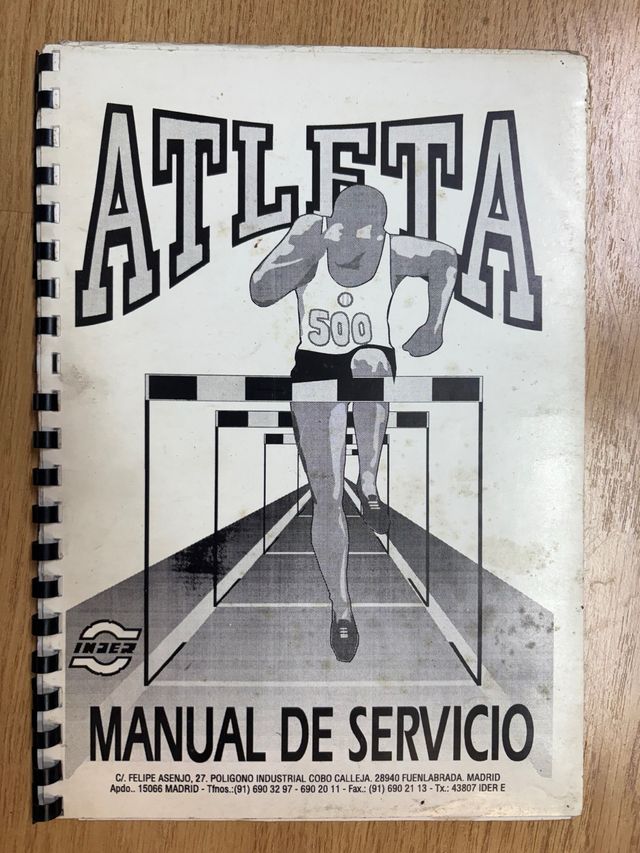 ATLETA
500
INDER
MANUAL DE SERVICIO
C/. FELIPE ASENJO, 27. POLIGONO INDUSTRIAL COBO CALLEJA. 28940 FUENLABRADA. MADRID
Apdo.. 15066 MADRID - Tfnos.:(91) 690 32 97 - 690 20 11 - Fax.: (91) 690 21 13 - Tx.: 43807 IDER E